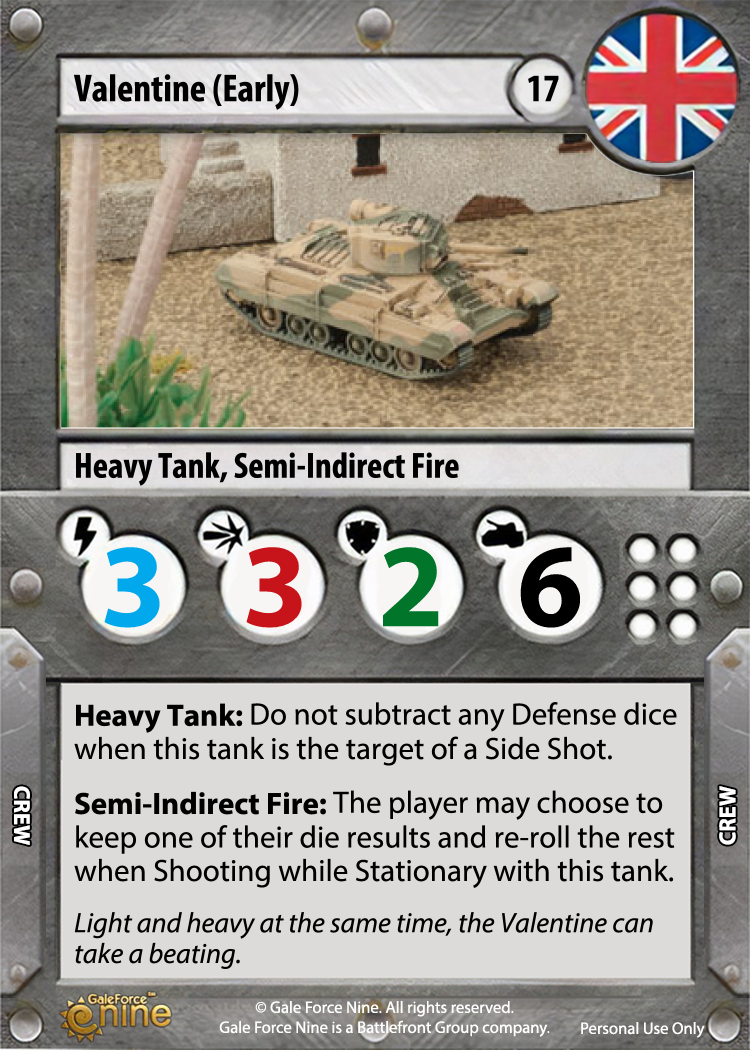 Valentine (Early)
17
Heavy Tank, Semi-Indirect Fire
3 3 2 6
Heavy Tank: Do not subtract any Defense dice
when this tank is the target of a Side Shot.
Semi-Indirect Fire: The player may choose to
keep one of their die results and re-roll the rest
when Shooting while Stationary with this tank.
Light and heavy at the same time, the Valentine can
take a beating.
CREW
CREW
GaleForce™
nine
© Gale Force Nine. All rights reserved.
Gale Force Nine is a Battlefront Group company.
Personal Use Only